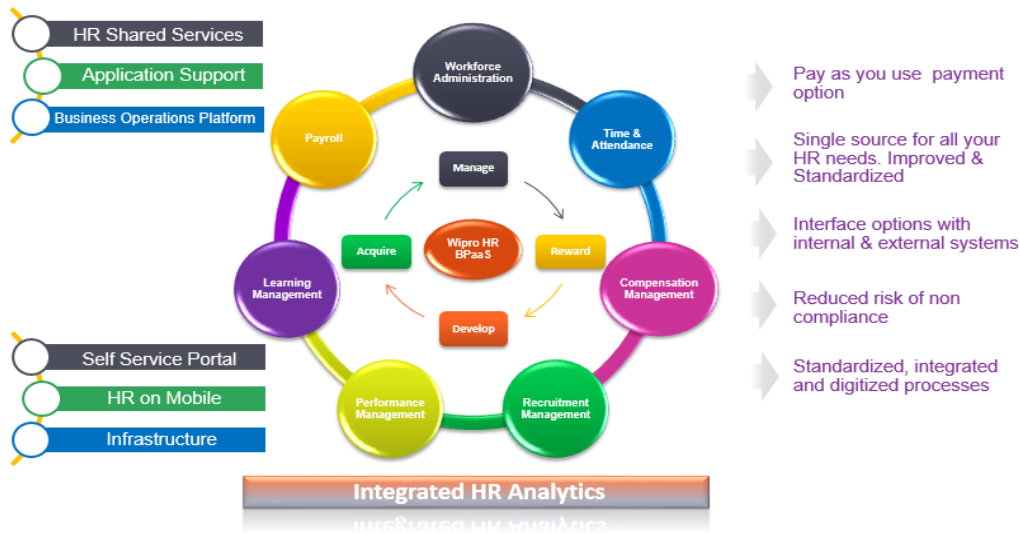 HR Shared Services
Application Support
Business Operations Platform
Self Service Portal
HR on Mobile
Infrastructure
Workforce
Administration
Time &
Attendance
Compensation
Management
Recruitment
Management
Performance
Management
Learning
Management
Payroll
Manage
Reward
Develop
Acquire
Wipro HR
BPaaS
Pay as you use  payment
option
Single source for all your
HR needs. Improved &
Standardized
Interface options with
internal & external systems
Reduced risk of non
compliance
Standardized, integrated
and digitized processes
Integrated HR Analytics